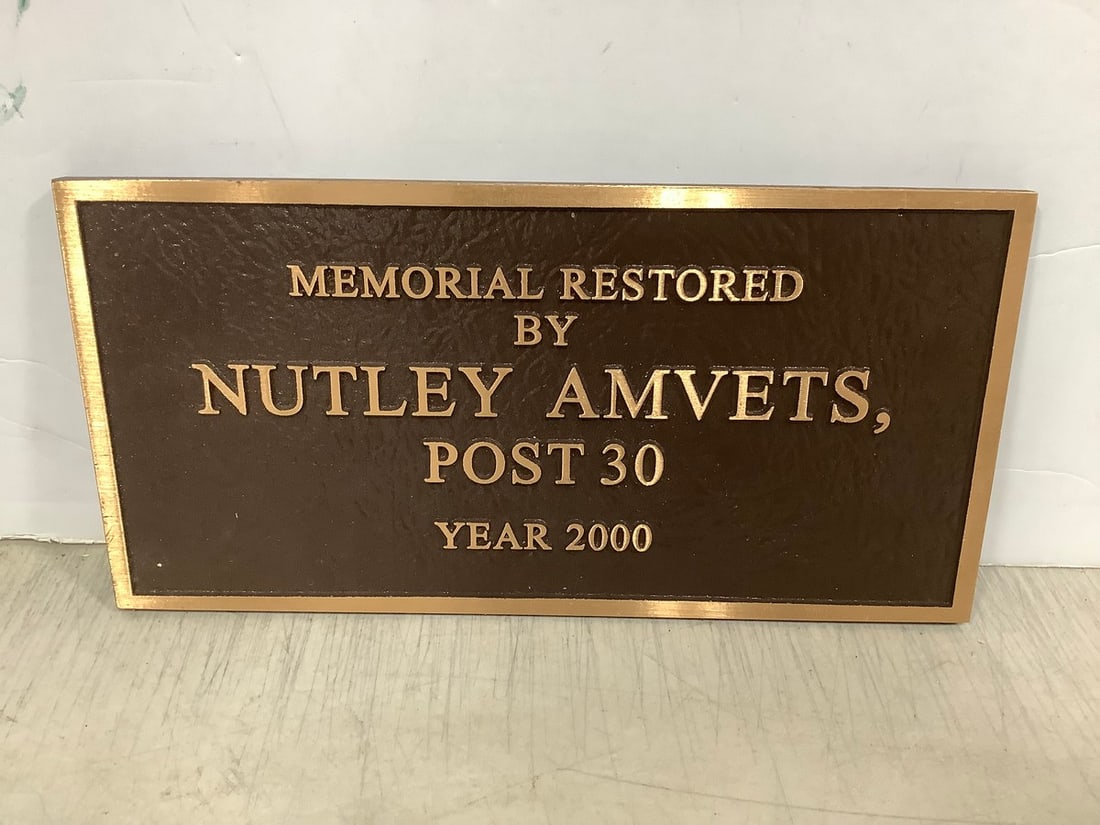 MEMORIAL RESTORED
BY
NUTLEY AMVETS,
POST 30
YEAR 2000